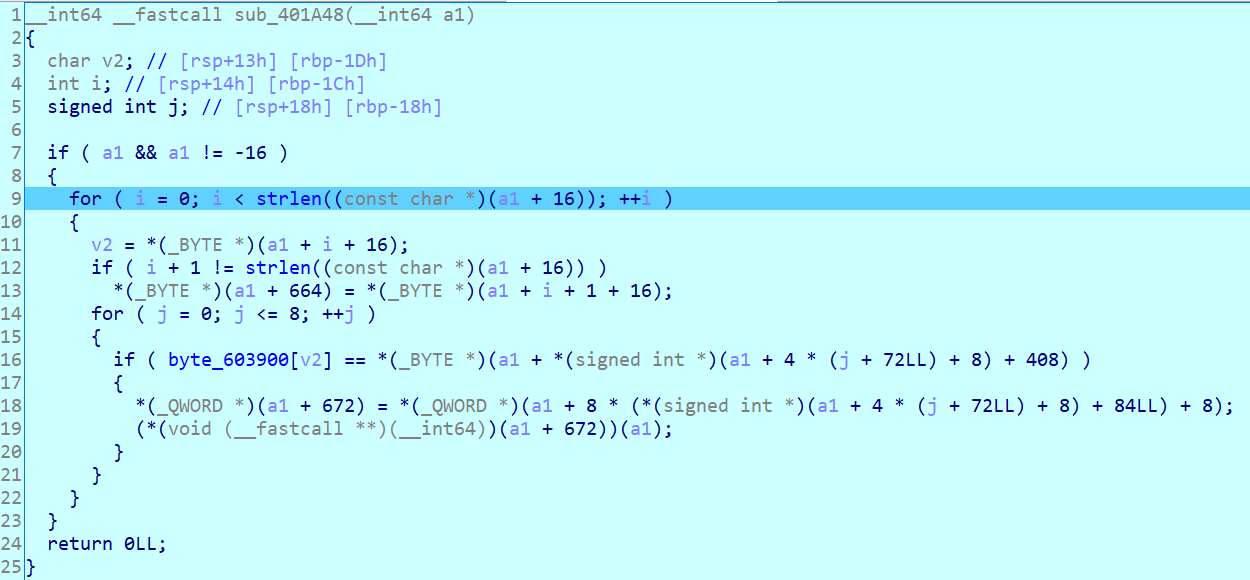 1 __int64 __fastcall sub_401A48(__int64 a1)
2 {
3   char v2; // [rsp+13h] [rbp-1Dh]
4   int i; // [rsp+14h] [rbp-1Ch]
5   signed int j; // [rsp+18h] [rbp-18h]
6
7   if ( a1 && a1 != -16 )
8   {
9     for ( i = 0; i < strlen((const char *)(a1 + 16)); ++i )
10     {
11       v2 = *(_BYTE *)(a1 + i + 16);
12       if ( i + 1 != strlen((const char *)(a1 + 16)) )
13         *(_BYTE *)(a1 + 664) = *(_BYTE *)(a1 + i + 1 + 16);
14       for ( j = 0; j <= 8; ++j )
15       {
16         if ( byte_603900[v2] == *(_BYTE *)(a1 + *(signed int *)(a1 + 4 * (j + 72LL) + 8) + 408) )
17         {
18           *(_QWORD *)(a1 + 672) = *(_QWORD *)(a1 + 8 * (*(signed int *)(a1 + 4 * (j + 72LL) + 8) + 84LL) + 8);
19           (*(void (__fastcall **)(__int64))(a1 + 672))(a1);
20         }
21       }
22     }
23   }
24   return 0LL;
25 }